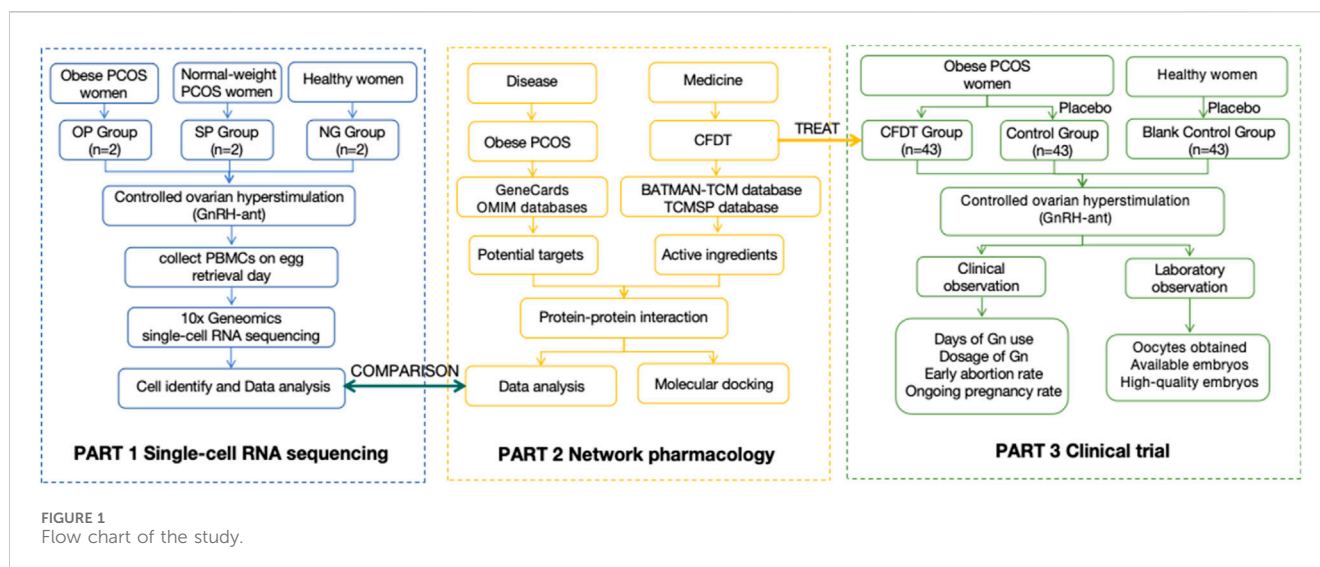 Obese PCOS
women
Normal-weight
PCOS women
Healthy women
OP Group
(n=2)
SP Group
(n=2)
NG Group
(n=2)
Controlled ovarian hyperstimulation
(GnRH-ant)
collect PBMCs on egg
retrieval day
10x Geneomics
single-cell RNA sequencing
Cell identify and Data analysis
PART 1 Single-cell RNA sequencing
COMPARISON
Disease
Medicine
Obese PCOS
CFDT
GeneCards
OMIM databases
BATMAN-TCM database
TCMSP database
Potential targets
Active ingredients
Protein-protein interaction
Data analysis
Molecular docking
PART 2 Network pharmacology
TREAT
Obese PCOS
women
Healthy women
Placebo
Placebo
CFDT Group
(n=43)
Control Group
(n=43)
Blank Control Group
(n=43)
Controlled ovarian hyperstimulation
(GnRH-ant)
Clinical
observation
Laboratory
observation
Days of Gn use
Dosage of Gn
Early abortion rate
Ongoing pregnancy rate
Oocytes obtained
Available embryos
High-quality embryos
PART 3 Clinical trial
FIGURE 1
Flow chart of the study.